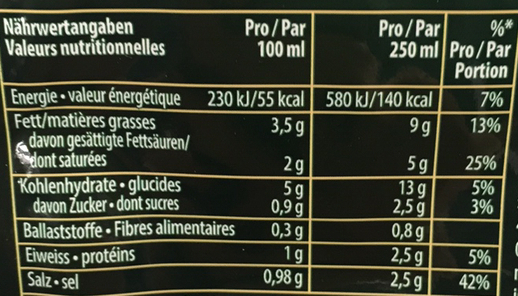 Nährwertangaben Pro / Par Pro / Par %*
Valeurs nutritionnelles 100 ml 250 ml Pro / Par
Portion
Energie • valeur énergétique 230 kJ/55 kcal 580 kJ/140 kcal 7%
Fett/matières grasses 3,5 g 9 g 13%
davon gesättigte Fettsäuren/
dont saturées 2 g 5 g 25%
Kohlenhydrate • glucides 5 g 13 g 5%
davon Zucker • dont sucres 0,9 g 2,5 g 3%
Ballaststoffe • Fibres alimentaires 0,3 g 0,8 g
Eiweiss • protéins 1 g 2,5 g 5%
Salz • sel 0,98 g 2,5 g 42%